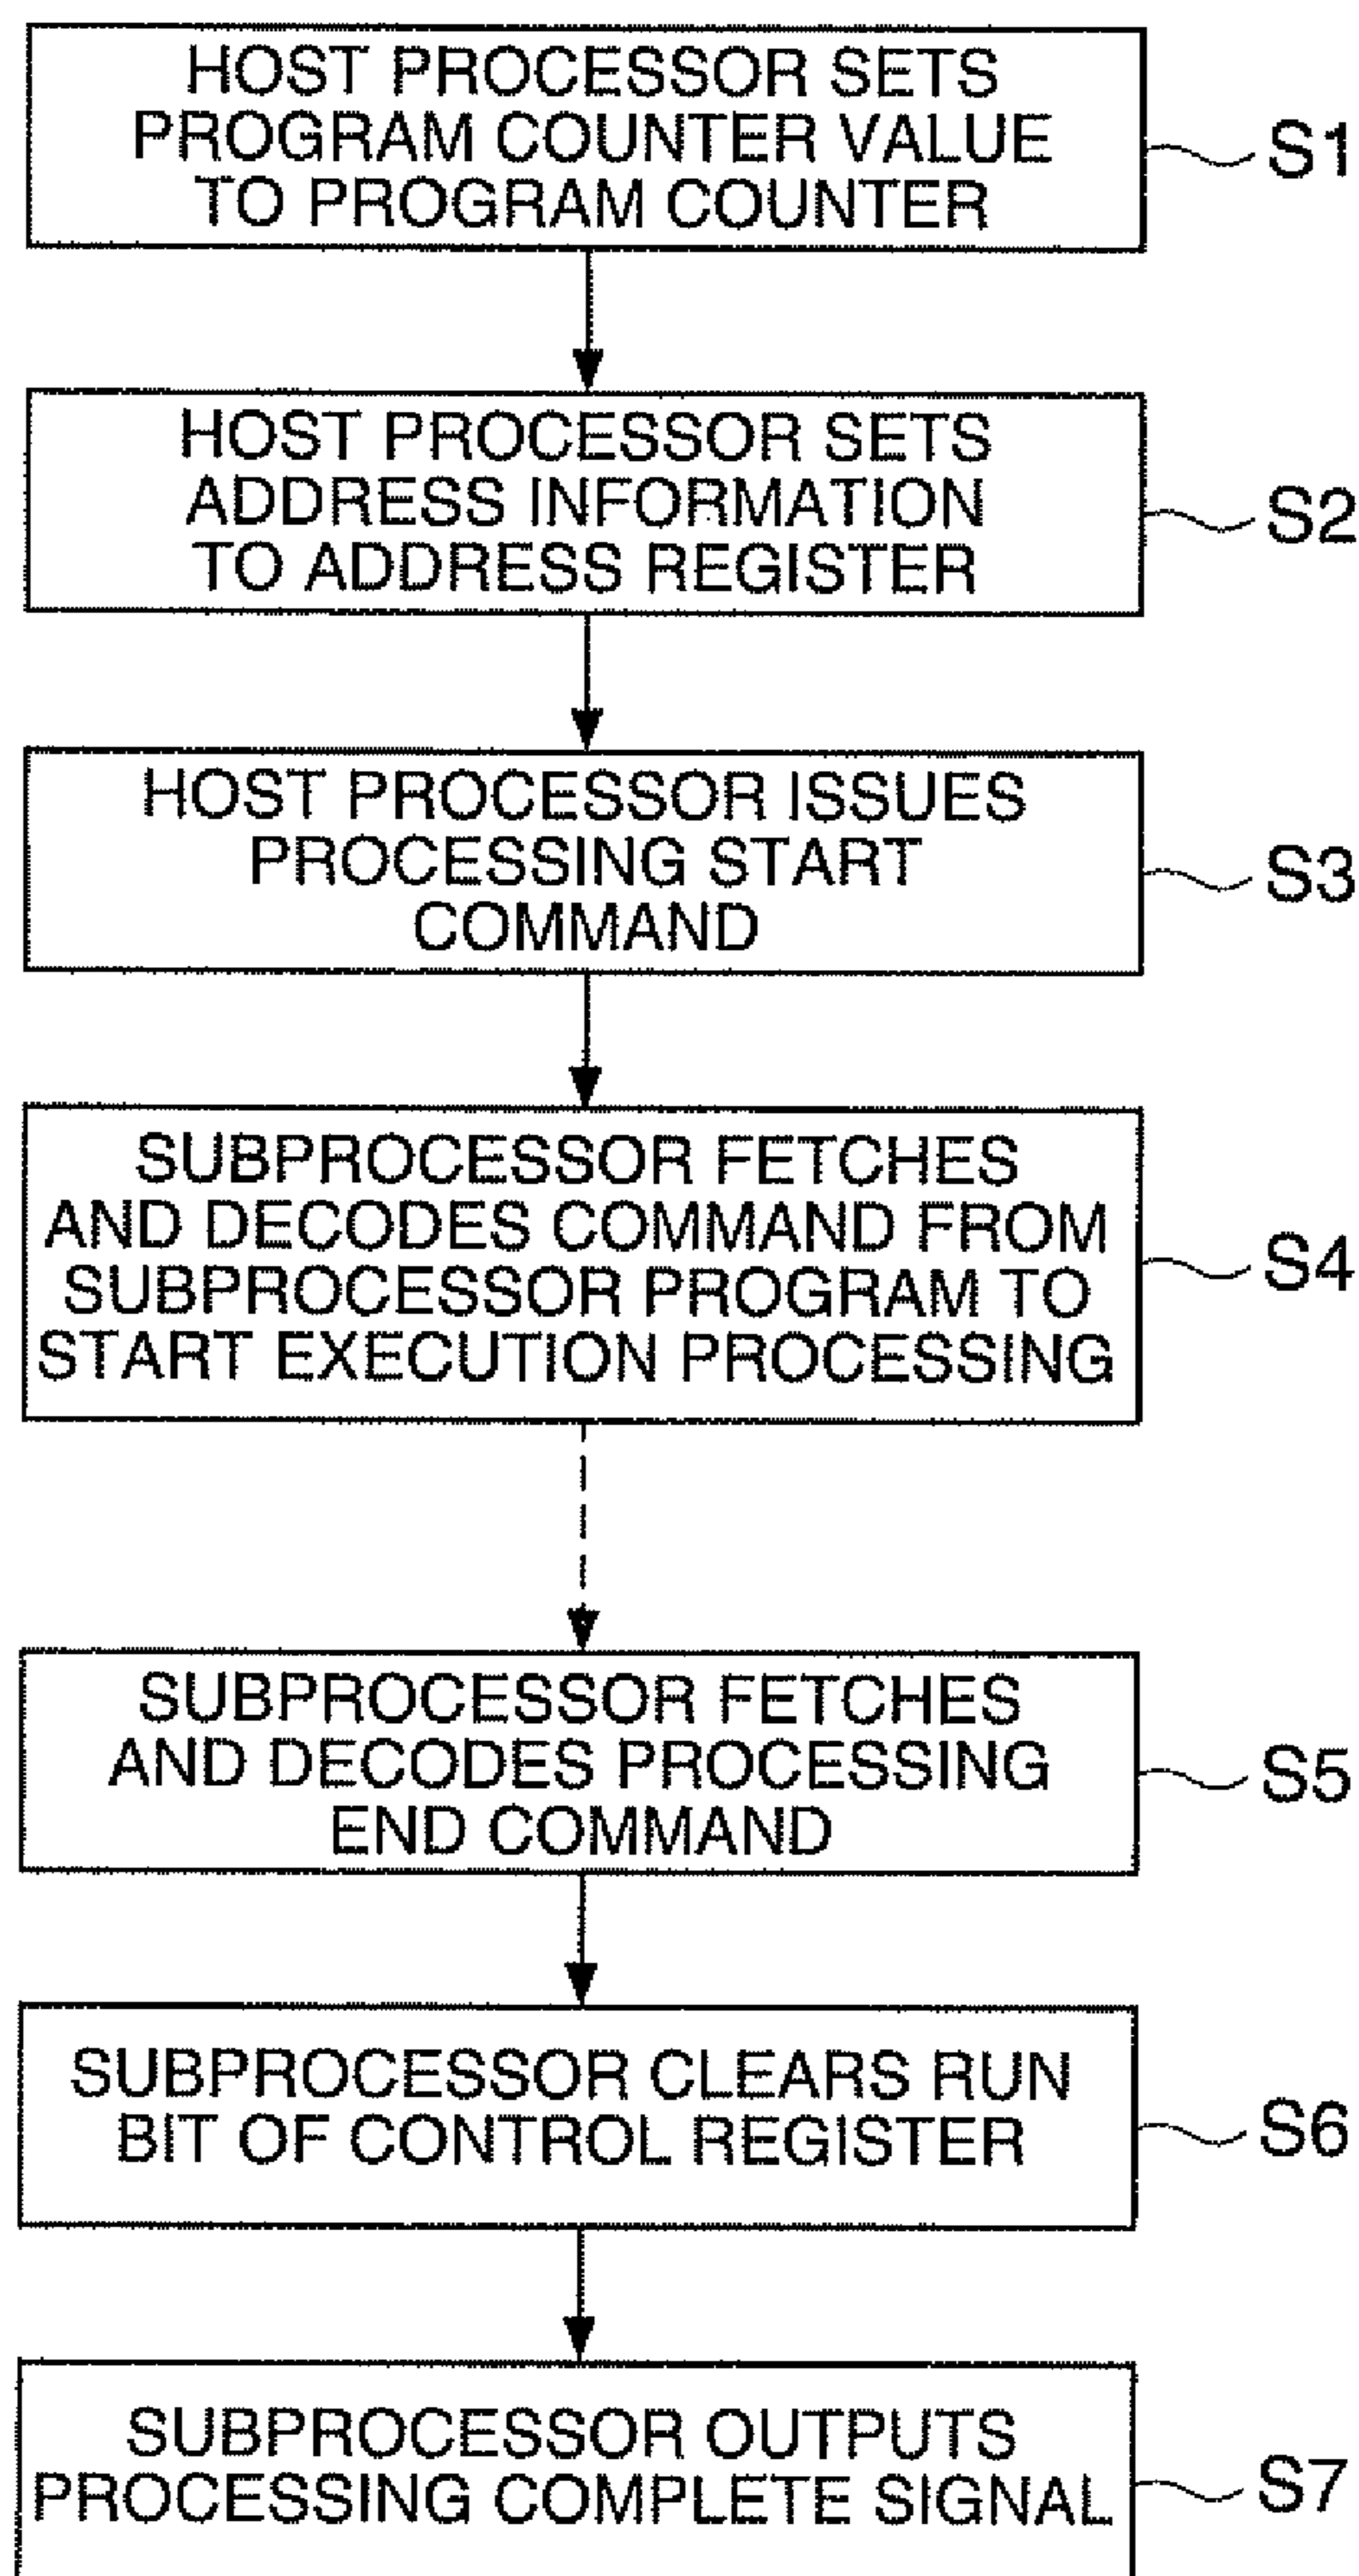 HOST PROCESSOR SETS
PROGRAM COUNTER VALUE
TO PROGRAM COUNTER
S1
HOST PROCESSOR SETS
ADDRESS INFORMATION
TO ADDRESS REGISTER
S2
HOST PROCESSOR ISSUES
PROCESSING START
COMMAND
S3
SUBPROCESSOR FETCHES
AND DECODES COMMAND FROM
SUBPROCESSOR PROGRAM TO
START EXECUTION PROCESSING
S4
SUBPROCESSOR FETCHES
AND DECODES PROCESSING
END COMMAND
S5
SUBPROCESSOR CLEARS RUN
BIT OF CONTROL REGISTER
S6
SUBPROCESSOR OUTPUTS
PROCESSING COMPLETE SIGNAL
S7